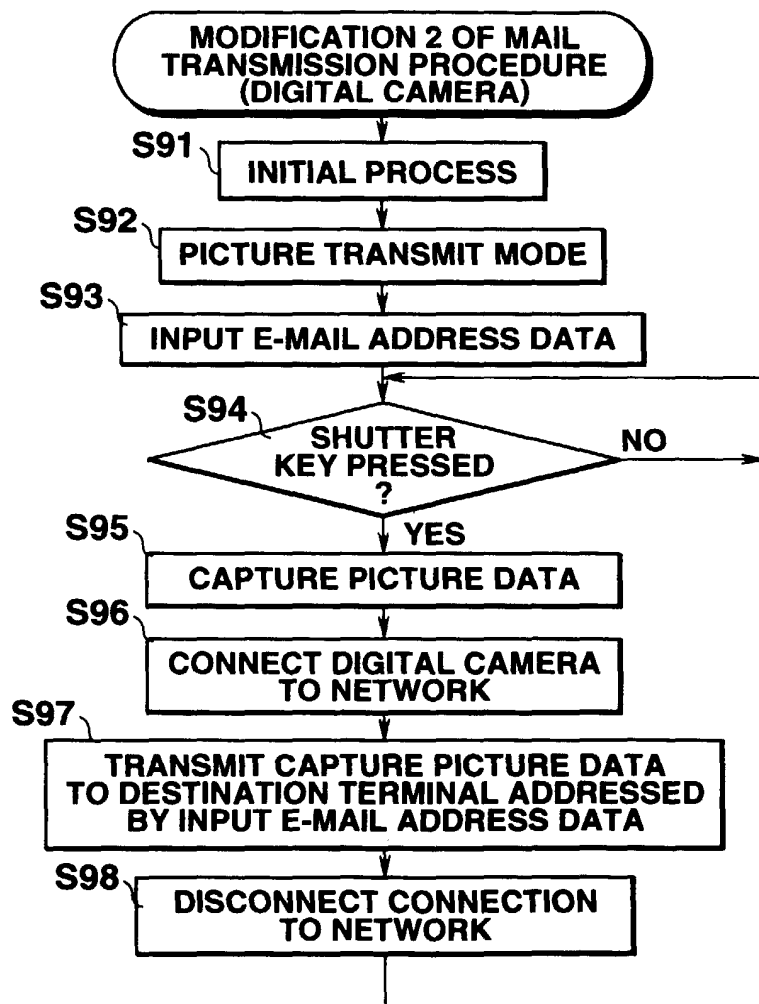 MODIFICATION 2 OF MAIL
TRANSMISSION PROCEDURE
(DIGITAL CAMERA)
S91
INITIAL PROCESS
S92
PICTURE TRANSMIT MODE
S93
INPUT E-MAIL ADDRESS DATA
S94
SHUTTER
KEY PRESSED
?
NO
YES
S95
CAPTURE PICTURE DATA
S96
CONNECT DIGITAL CAMERA
TO NETWORK
S97
TRANSMIT CAPTURE PICTURE DATA
TO DESTINATION TERMINAL ADDRESSED
BY INPUT E-MAIL ADDRESS DATA
S98
DISCONNECT CONNECTION
TO NETWORK